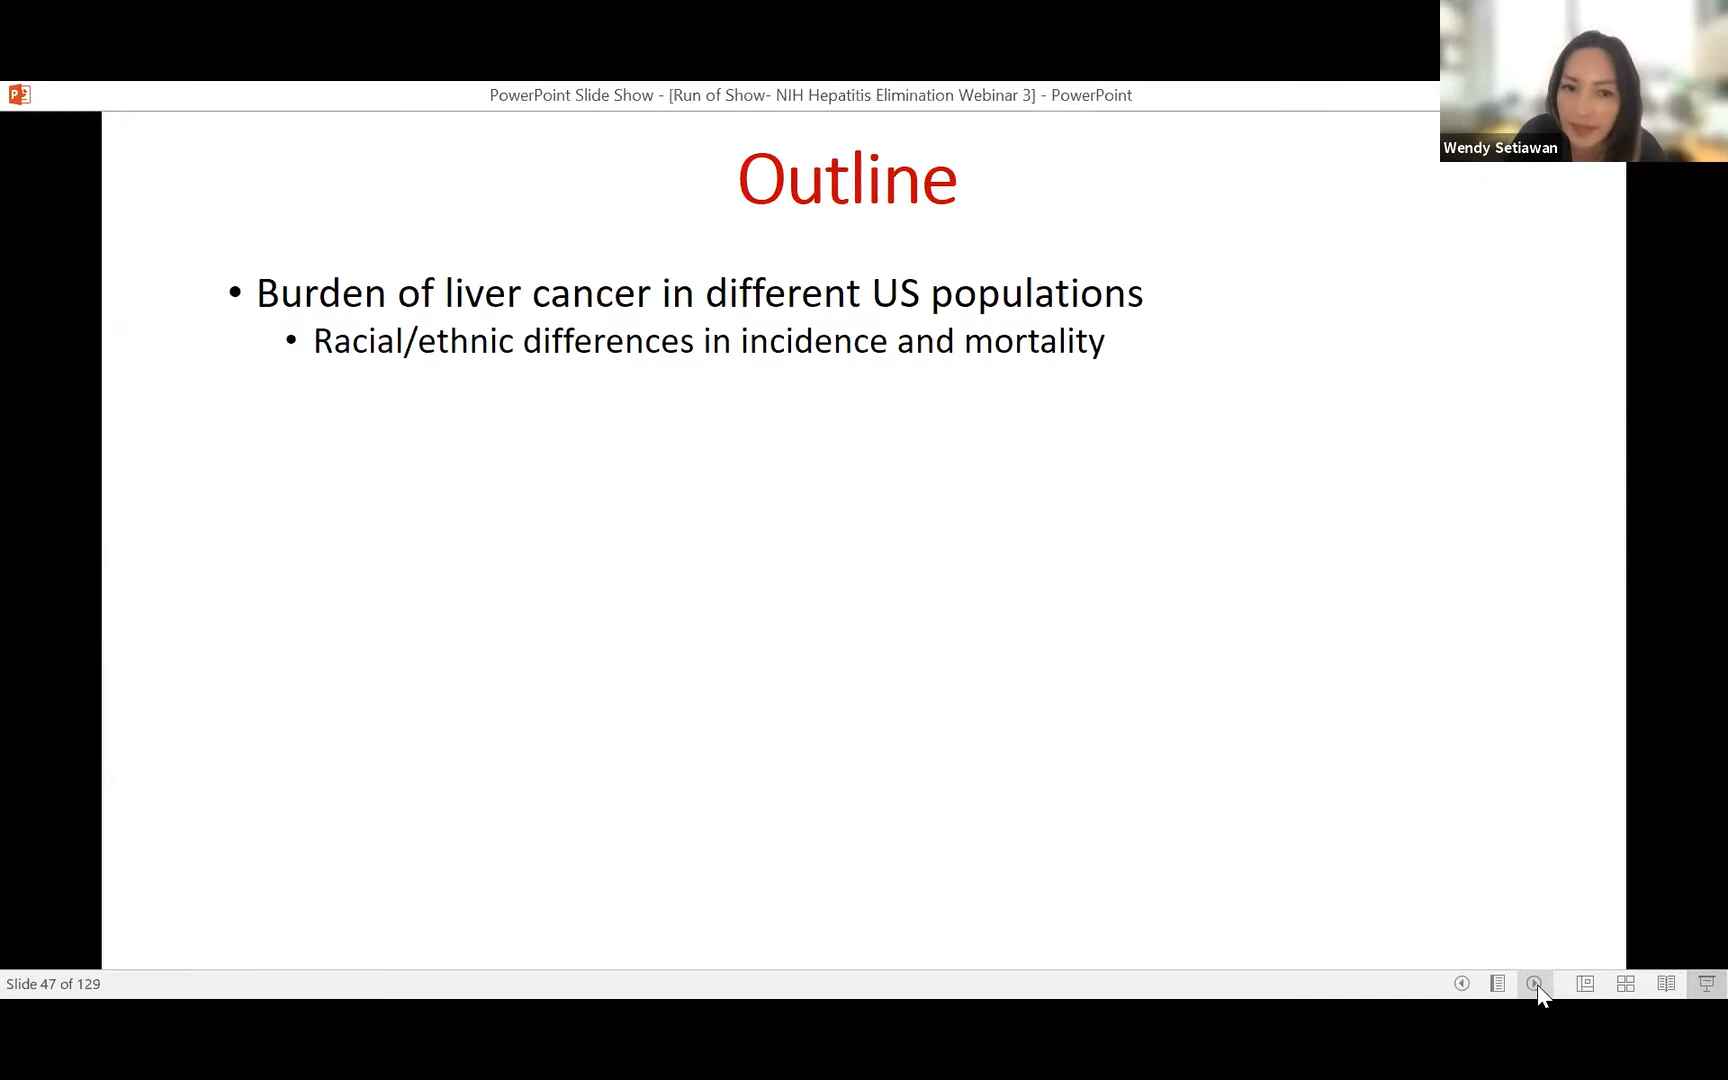 PowerPoint Slide Show - [Run of Show- NIH Hepatitis Elimination Webinar 3] - PowerPoint
Wendy Setiawan
Outline
• Burden of liver cancer in different US populations
• Racial/ethnic differences in incidence and mortality
Slide 47 of 129